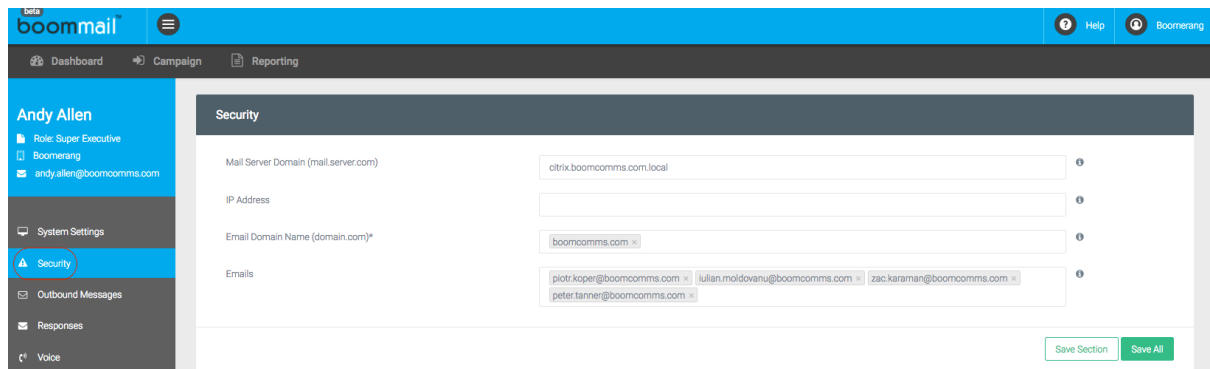 beta
boommail™
Help
Boomerang
Dashboard
Campaign
Reporting
Andy Allen
Role: Super Executive
Boomerang
andy.allen@boomcomms.com
System Settings
Security
Outbound Messages
Responses
Voice
Security
Mail Server Domain (mail.server.com)
citrix.boomcomms.com.local
IP Address
Email Domain Name (domain.com)*
boomcomms.com ×
Emails
piotr.koper@boomcomms.com × iulian.moldovanu@boomcomms.com × zac.karaman@boomcomms.com ×
peter.tanner@boomcomms.com ×
Save Section
Save All